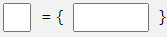 = { }